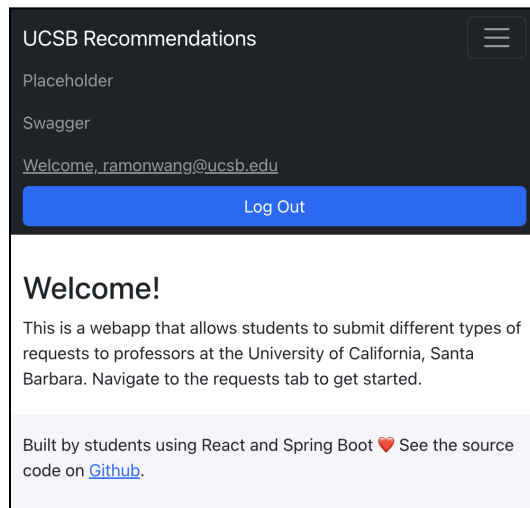 UCSB Recommendations
Placeholder
Swagger
Welcome, ramonwang@ucsb.edu
Log Out
Welcome!
This is a webapp that allows students to submit different types of
requests to professors at the University of California, Santa
Barbara. Navigate to the requests tab to get started.
Built by students using React and Spring Boot ❤️ See the source
code on Github.